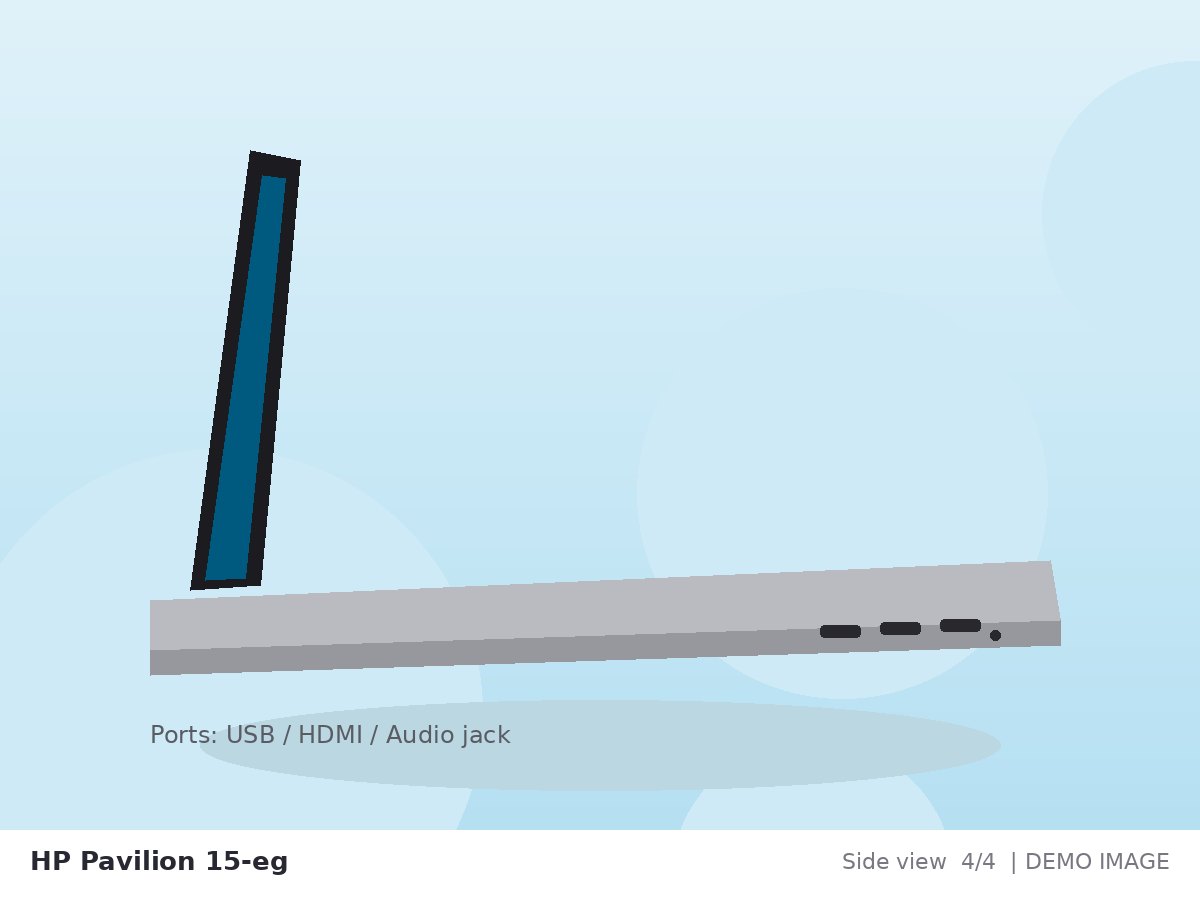 Ports: USB / HDMI / Audio jack
HP Pavilion 15-eg
Side view 4/4 | DEMO IMAGE